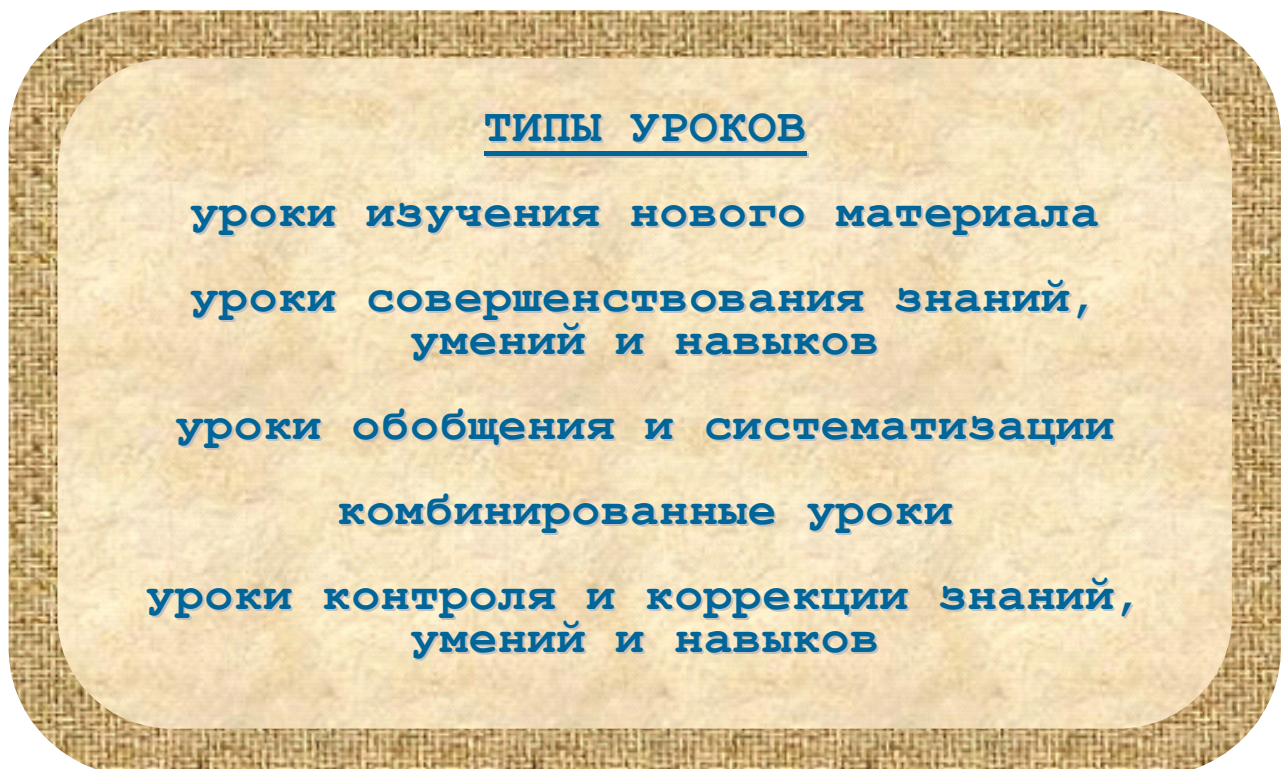 ТИПЫ УРОКОВ
уроки изучения нового материала
уроки совершенствования знаний,
умений и навыков
уроки обобщения и систематизации
комбинированные уроки
уроки контроля и коррекции знаний,
умений и навыков